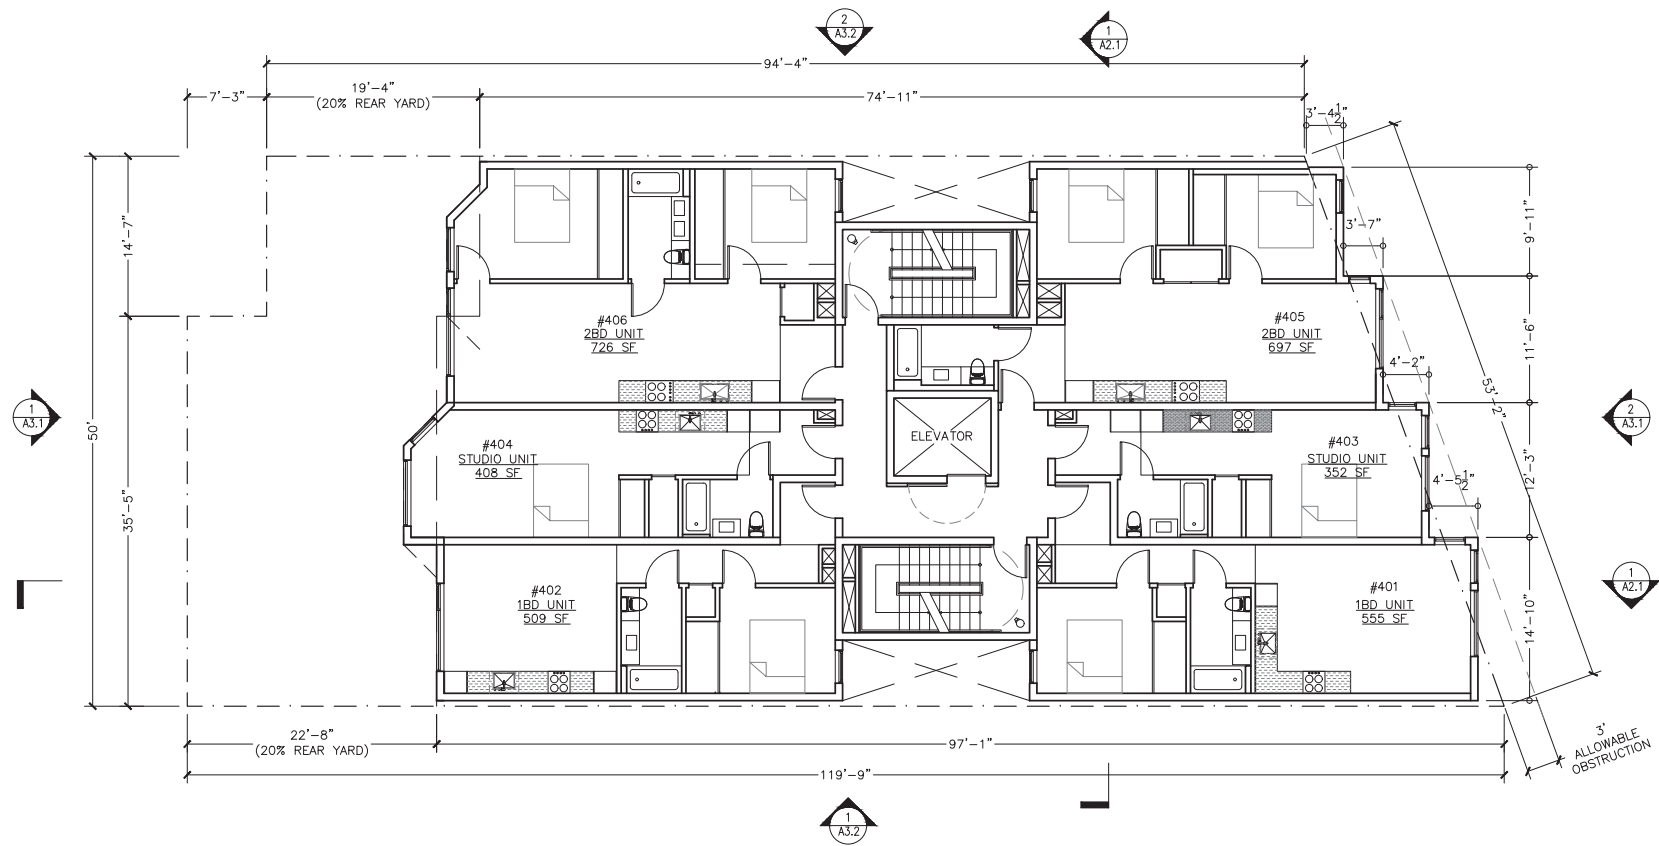 2
A3.2
1
A2.1
94'-4"
7'-3"
19'-4"
(20% REAR YARD)
74'-11"
3'-4½"
14'-7"
9'-11"
3'-7"
#406
2BD UNIT
726 SF
#405
2BD UNIT
697 SF
11'-6"
4'-2"
53'-2"
1
A3.1
50'
2
A3.1
ELEVATOR
#404
STUDIO UNIT
408 SF
#403
STUDIO UNIT
352 SF
4'-5½"
12'-3"
35'-5"
#402
1BD UNIT
509 SF
#401
1BD UNIT
555 SF
1
A2.1
14'-10"
22'-8"
(20% REAR YARD)
97'-1"
3'
ALLOWABLE
OBSTRUCTION
119'-9"
1
A3.2